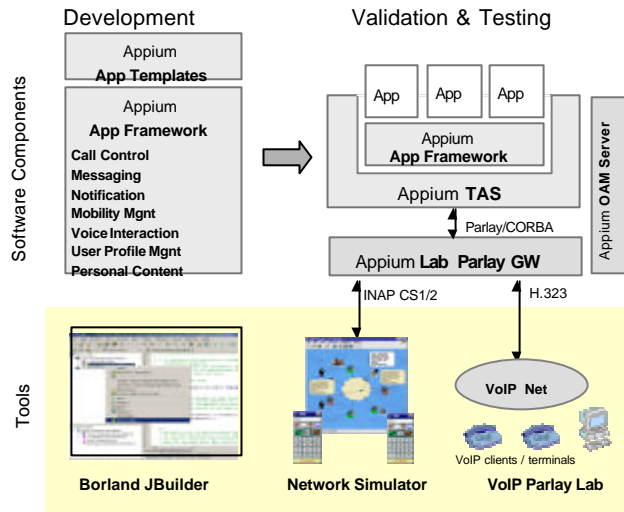 Development
Validation & Testing
Software Components
Appium
App Templates
Appium
App Framework
Call Control
Messaging
Notification
Mobility Mgnt
Voice Interaction
User Profile Mgnt
Personal Content
App
App
App
Appium
App Framework
Appium TAS
Appium OAM Server
Parlay/CORBA
Appium Lab Parlay GW
INAP CS1/2
H.323
Tools
VoIP Net
VoIP clients / terminals
Borland JBuilder
Network Simulator
VoIP Parlay Lab